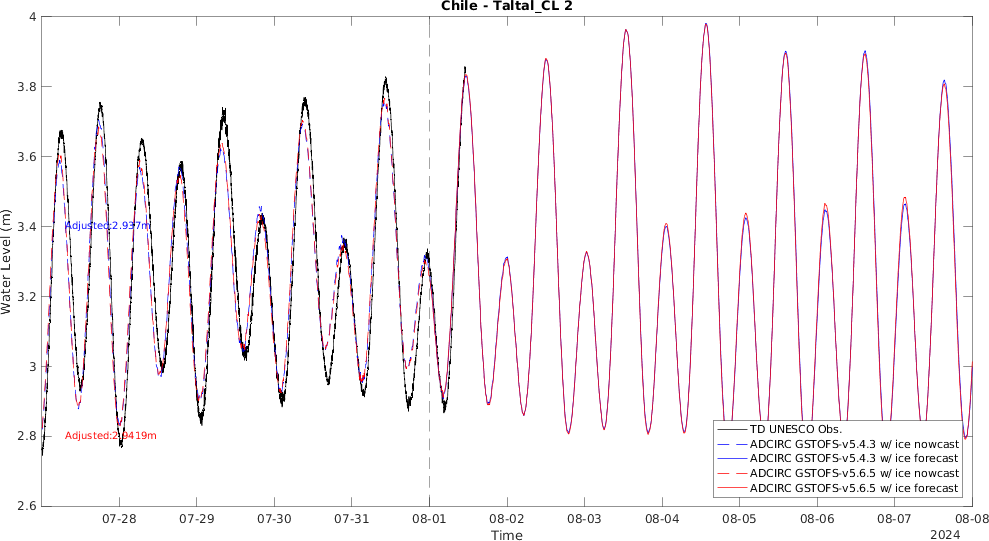 Chile - Taltal_CL 2
4
3.8
3.6
3.4
3.2
3
2.8
2.6
Water Level (m)
Adjusted:2.937m
Adjusted:2.9419m
TD UNESCO Obs.
ADCIRC GSTOFS-v5.4.3 w/ ice nowcast
ADCIRC GSTOFS-v5.4.3 w/ ice forecast
ADCIRC GSTOFS-v5.6.5 w/ ice nowcast
ADCIRC GSTOFS-v5.6.5 w/ ice forecast
07-28 07-29 07-30 07-31 08-01 08-02 08-03 08-04 08-05 08-06 08-07 08-08
Time
2024